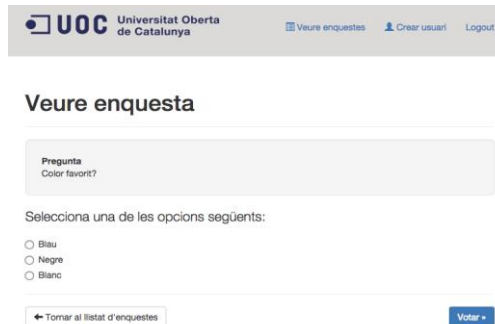 UOC Universitat Oberta
de Catalunya
Veure enquestes Crear usuari Logout
Veure enquesta
Pregunta
Color favorit?
Selecciona una de les opcions següents:
Blau
Negre
Blanc
Tornar al llistat d'enquestes Votar »